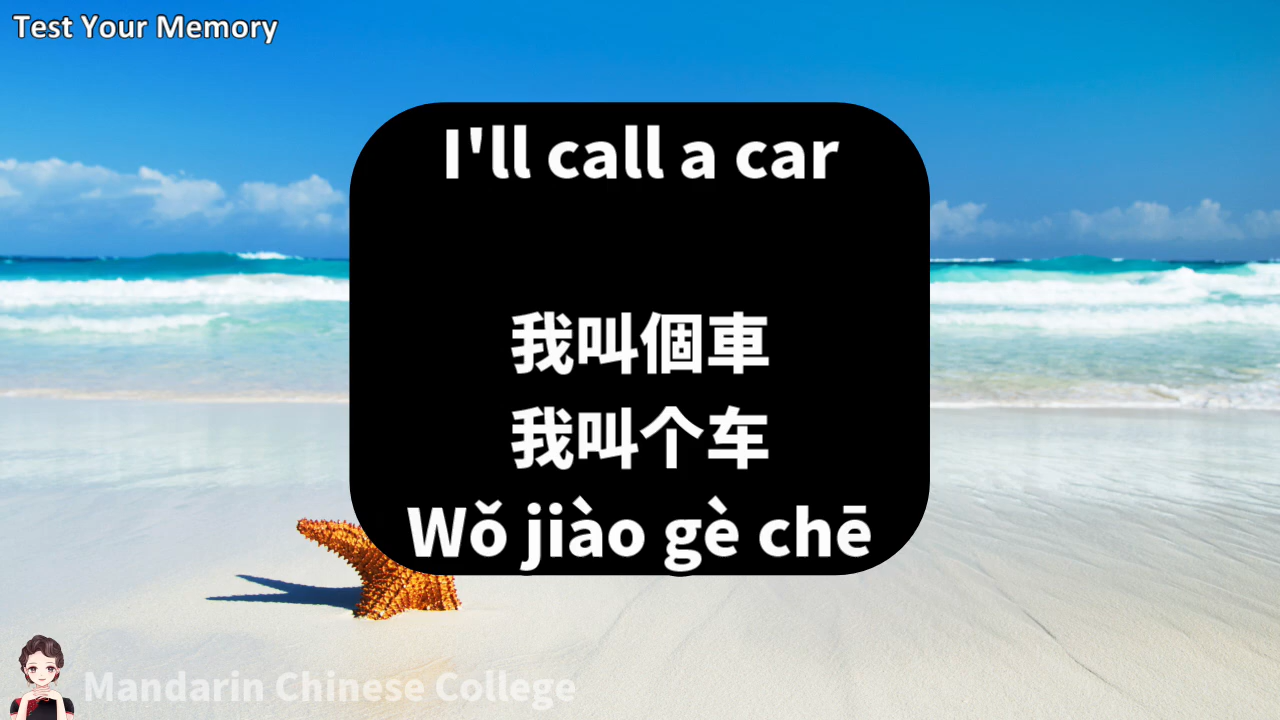 Test Your Memory
I'll call a car
我叫個車
我叫个车
Wǒ jiào gè chē
Mandarin Chinese College